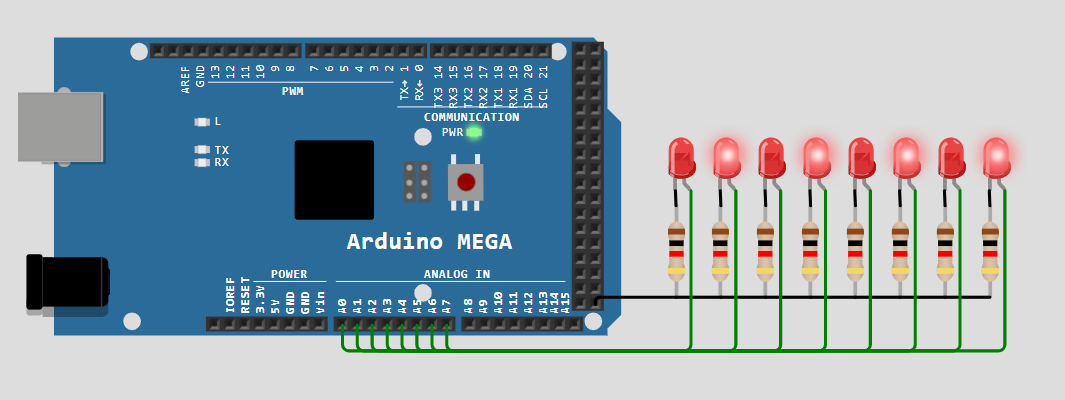 AREF GND 13 12 11 10 9 8 7 6 5 4 3 2 TX→ 1 RX← 0 TX3 14 RX3 15 TX2 16 RX2 17 TX1 18 RX1 19 SDA 20 SCL 21
PWM
COMMUNICATION
L
PWR
TX
RX
Arduino MEGA
POWER
ANALOG IN
IOREF RESET 3.3V 5V GND GND Vin A0 A1 A2 A3 A4 A5 A6 A7 A8 A9 A10 A11 A12 A13 A14 A15